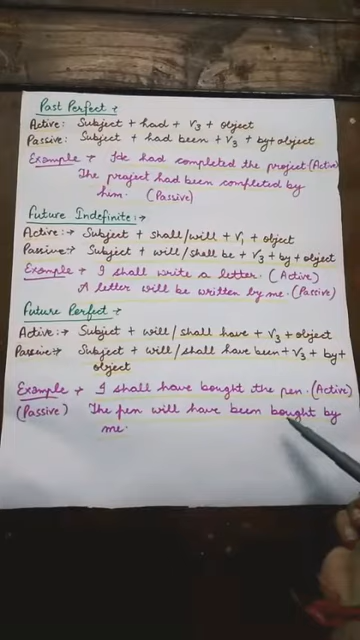 Past Perfect :
Active: Subject + had + V3 + object
Passive: Subject + had been + V3 + by + object
Example → He had completed the project (Active)
The project had been completed by
him. (Passive)
Future Indefinite :→
Active :→ Subject + shall/will + V1 + object
Passive :→ Subject + will/shall be + V3 + by + object
Example → I shall write a letter. (Active)
A letter will be written by me. (Passive)
Future Perfect :→
Active :→ Subject + will/shall have + V3 + object
Passive :→ Subject + will/shall have been + V3 + by +
object
Example → I shall have bought the pen. (Active)
(Passive) The pen will have been bought by
me.